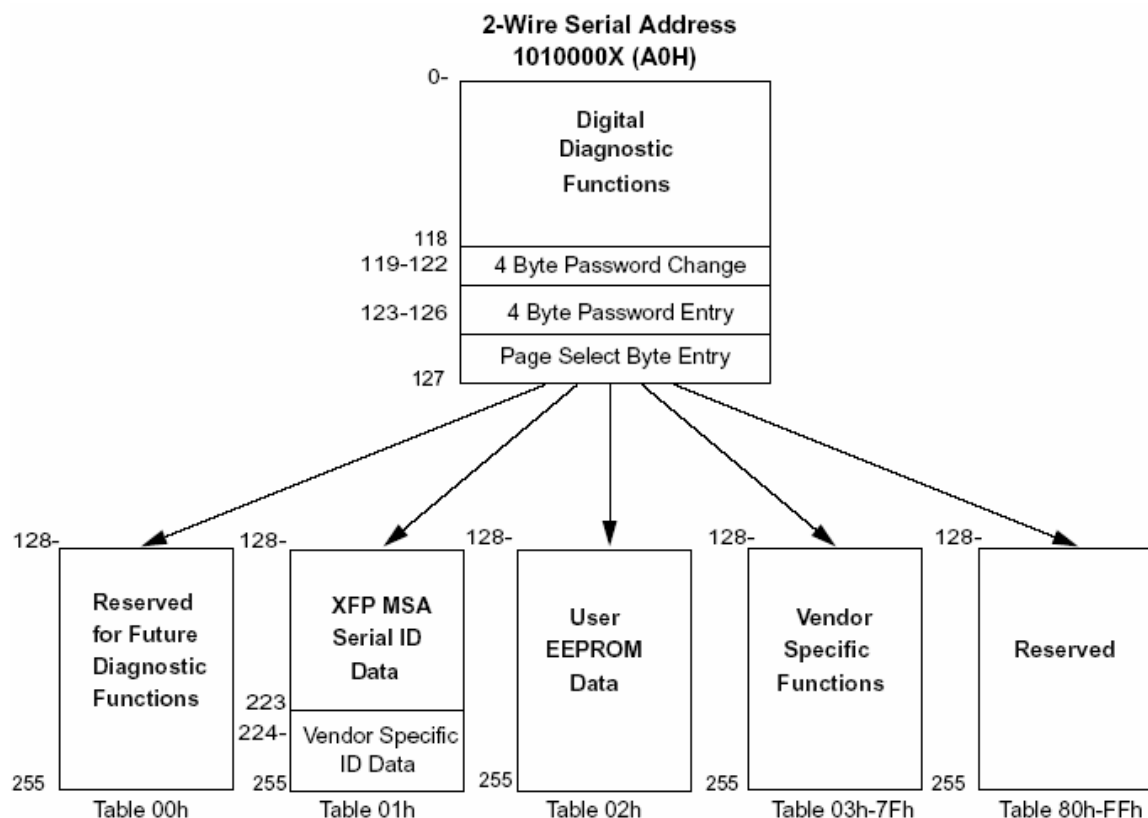 2-Wire Serial Address
1010000X (A0H)
0-
Digital
Diagnostic
Functions
118
119-122
4 Byte Password Change
123-126
4 Byte Password Entry
Page Select Byte Entry
127
128-
Reserved
for Future
Diagnostic
Functions
255
Table 00h
128-
XFP MSA
Serial ID
Data
223
224-
Vendor Specific
ID Data
255
Table 01h
128-
User
EEPROM
Data
255
Table 02h
128-
Vendor
Specific
Functions
255
Table 03h-7Fh
128-
Reserved
255
Table 80h-FFh